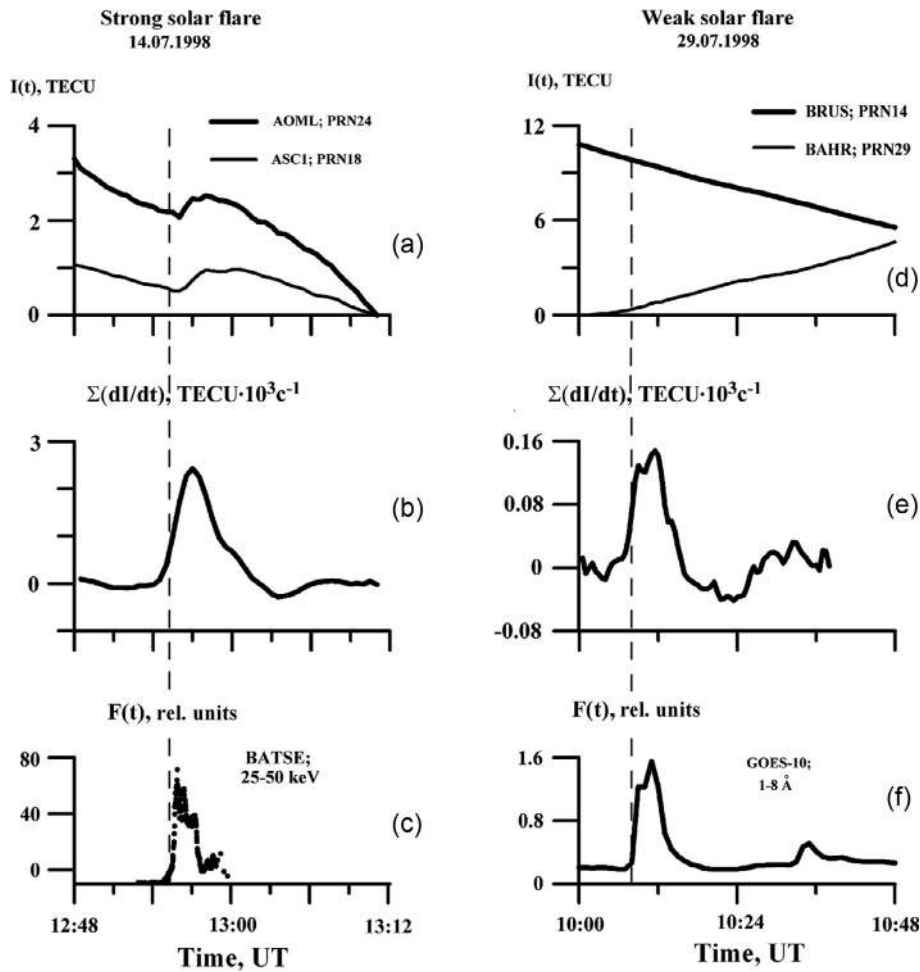 Strong solar flare
14.07.1998
I(t), TECU
AOML; PRN24
ASC1; PRN18
4
2
0
(a)
Σ(dI/dt), TECU·10³c⁻¹
3
0
(b)
F(t), rel. units
BATSE;
25-50 keV
80
40
0
(c)
12:48 13:00 13:12
Time, UT
Weak solar flare
29.07.1998
I(t), TECU
BRUS; PRN14
BAHR; PRN29
12
6
0
(d)
Σ(dI/dt), TECU·10³c⁻¹
0.16
0.08
0
-0.08
(e)
F(t), rel. units
GOES-10;
1-8 Å
1.6
0.8
0
(f)
10:00 10:24 10:48
Time, UT